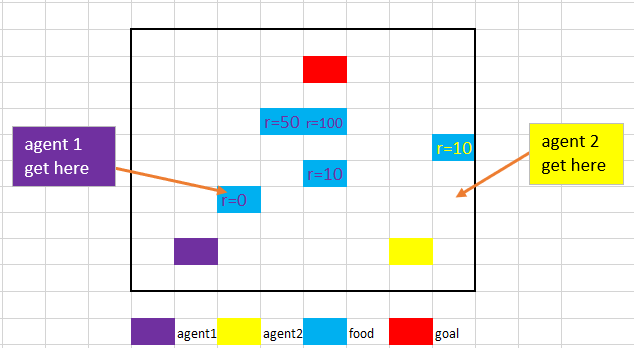 r=50 r=100
agent 1
get here
agent 2
get here
r=10
r=10
r=0
agent1 agent2 food goal